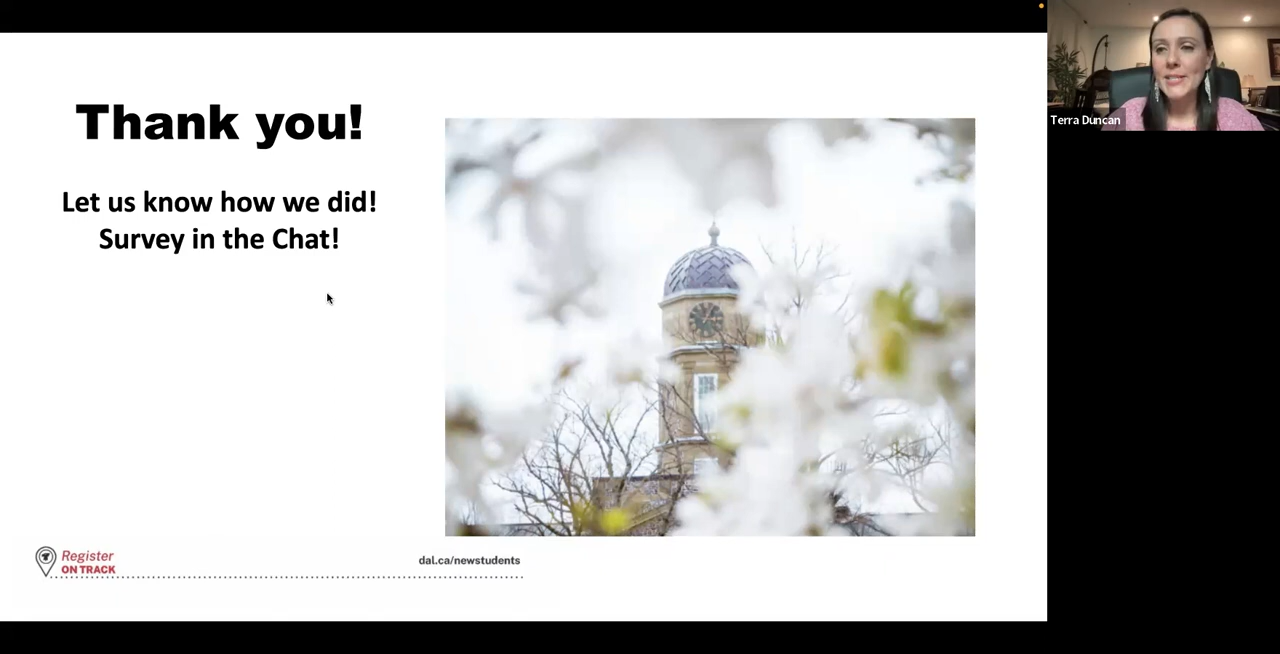 Thank you!
Let us know how we did!
Survey in the Chat!
Register
ON TRACK
dal.ca/newstudents
Terra Duncan